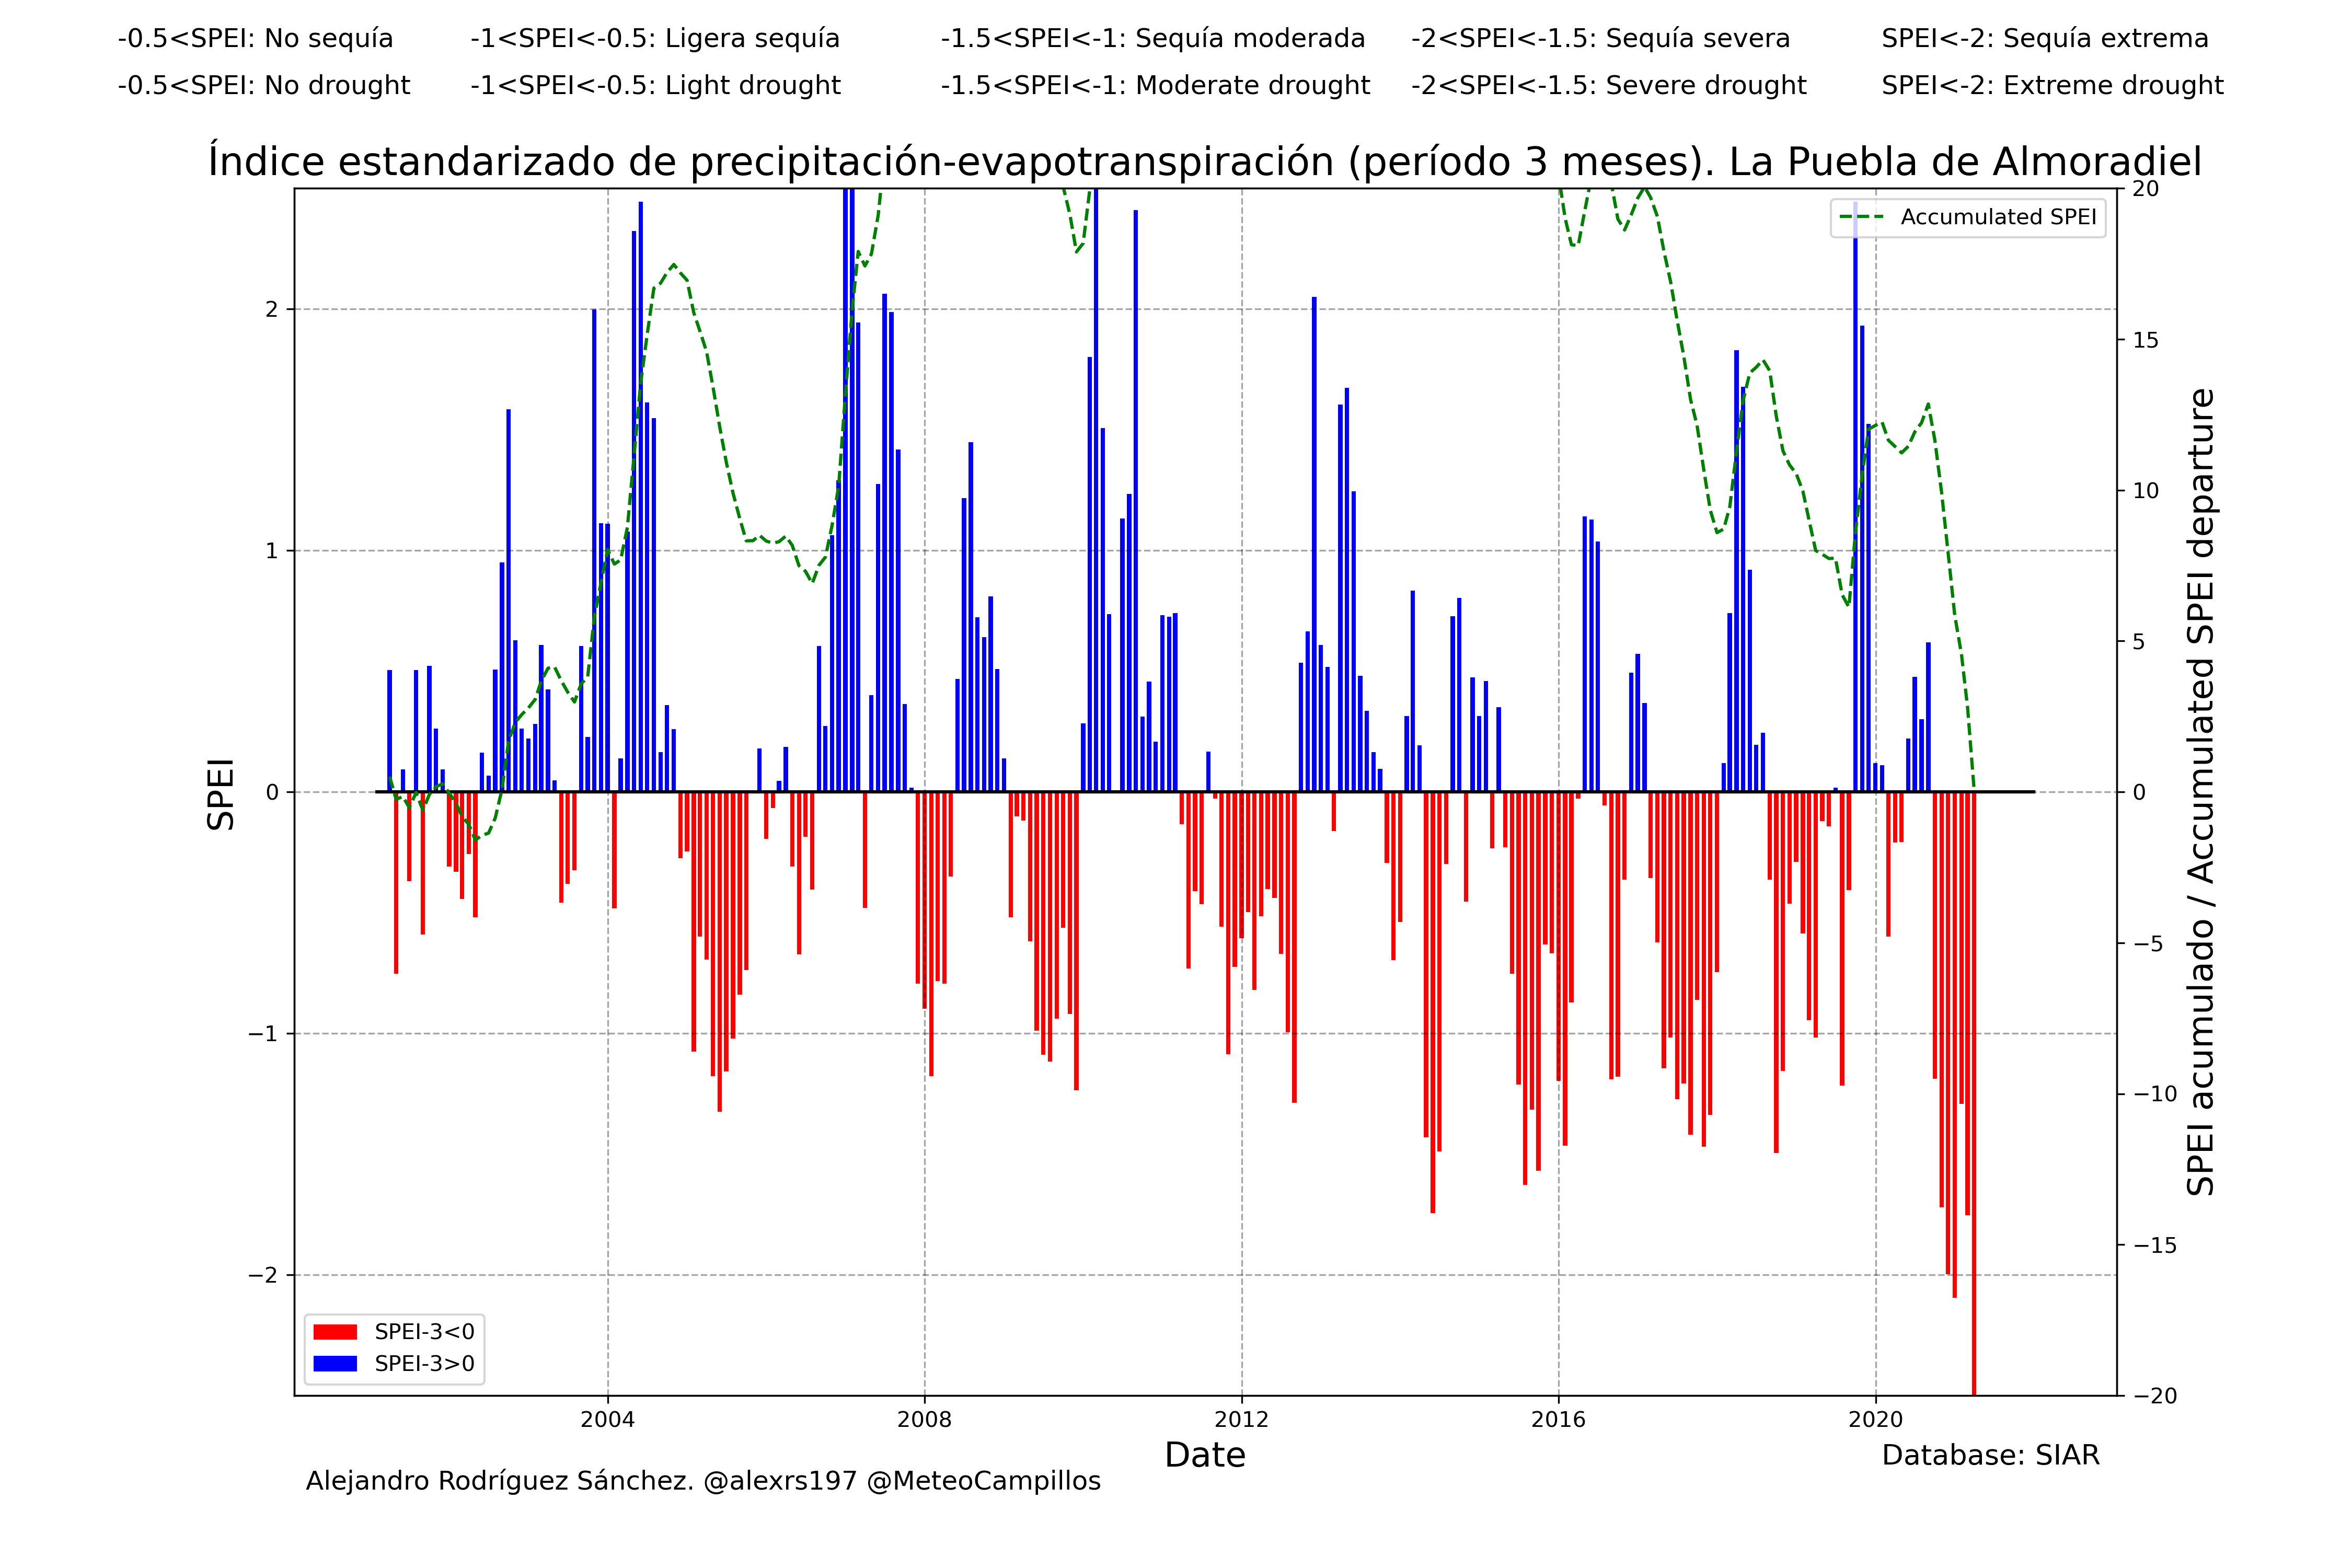 -0.5<SPEI: No sequía -1<SPEI<-0.5: Ligera sequía -1.5<SPEI<-1: Sequía moderada -2<SPEI<-1.5: Sequía severa SPEI<-2: Sequía extrema
-0.5<SPEI: No drought -1<SPEI<-0.5: Light drought -1.5<SPEI<-1: Moderate drought -2<SPEI<-1.5: Severe drought SPEI<-2: Extreme drought
Índice estandarizado de precipitación-evapotranspiración (período 3 meses). La Puebla de Almoradiel
Accumulated SPEI
SPEI
2
1
0
−1
−2
20
15
10
5
0
−5
−10
−15
−20
SPEI acumulado / Accumulated SPEI departure
SPEI-3<0
SPEI-3>0
2004 2008 2012 2016 2020
Date
Database: SIAR
Alejandro Rodríguez Sánchez. @alexrs197 @MeteoCampillos